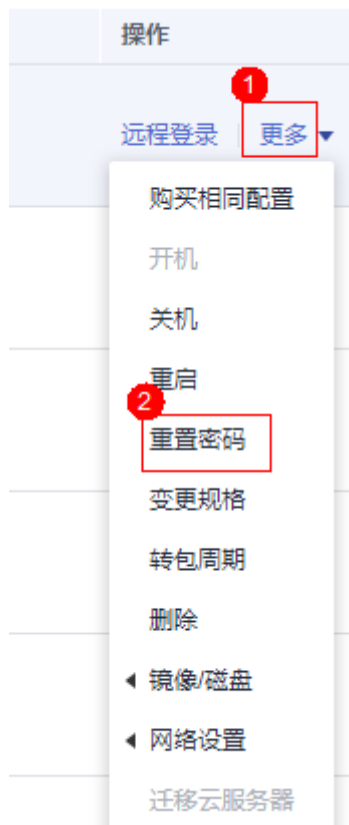 操作
1
远程登录 更多
购买相同配置
开机
关机
重启
2
重置密码
变更规格
转包周期
删除
镜像/磁盘
网络设置
迁移云服务器